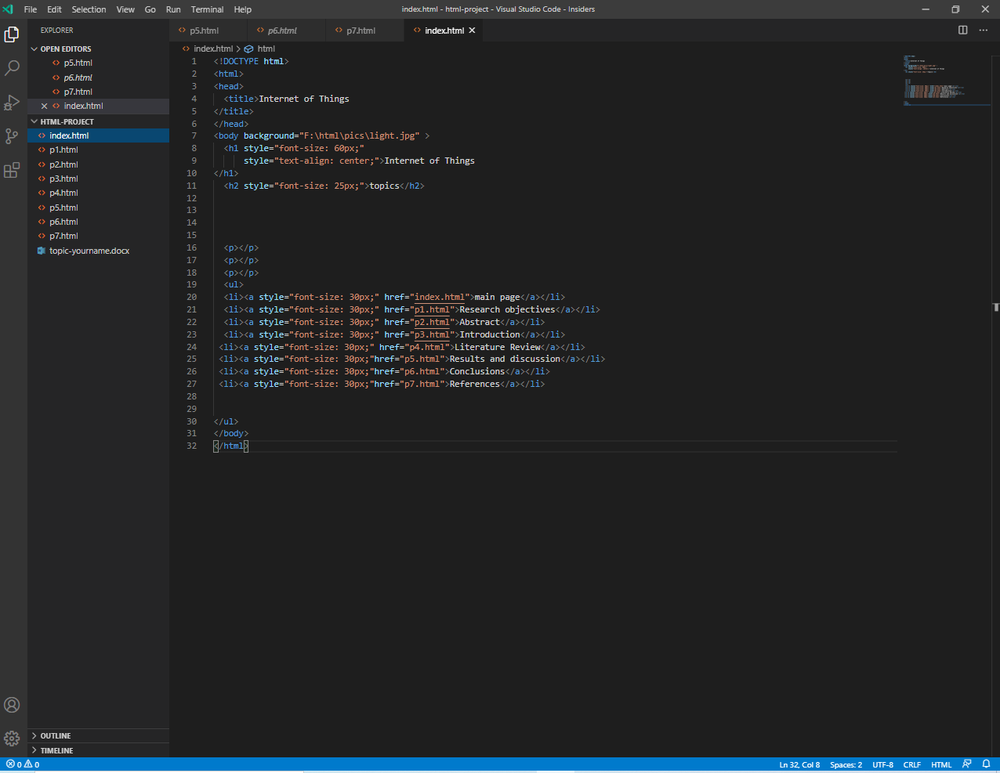 File Edit Selection View Go Run Terminal Help
index.html - html-project - Visual Studio Code - Insiders
EXPLORER
OPEN EDITORS
p5.html
p6.html
p7.html
index.html
HTML-PROJECT
index.html
p1.html
p2.html
p3.html
p4.html
p5.html
p6.html
p7.html
topic-yourname.docx
OUTLINE
TIMELINE
p5.html p6.html p7.html index.html
index.html > html
1 <!DOCTYPE html>
2 <html>
3 <head>
4 <title>Internet of Things
5 </title>
6 </head>
7 <body background="F:\html\pics\light.jpg" >
8 <h1 style="font-size: 60px;"
9 style="text-align: center;">Internet of Things
10 </h1>
11 <h2 style="font-size: 25px;">topics</h2>
12
13
14
15
16 <p></p>
17 <p></p>
18 <p></p>
19 <ul>
20 <li><a style="font-size: 30px;" href="index.html">main page</a></li>
21 <li><a style="font-size: 30px;" href="p1.html">Research objectives</a></li>
22 <li><a style="font-size: 30px;" href="p2.html">Abstract</a></li>
23 <li><a style="font-size: 30px;" href="p3.html">Introduction</a></li>
24 <li><a style="font-size: 30px;" href="p4.html">Literature Review</a></li>
25 <li><a style="font-size: 30px;"href="p5.html">Results and discussion</a></li>
26 <li><a style="font-size: 30px;"href="p6.html">Conclusions</a></li>
27 <li><a style="font-size: 30px;"href="p7.html">References</a></li>
28
29
30 </ul>
31 </body>
32 </html>
0 0
Ln 32, Col 8 Spaces: 2 UTF-8 CRLF HTML